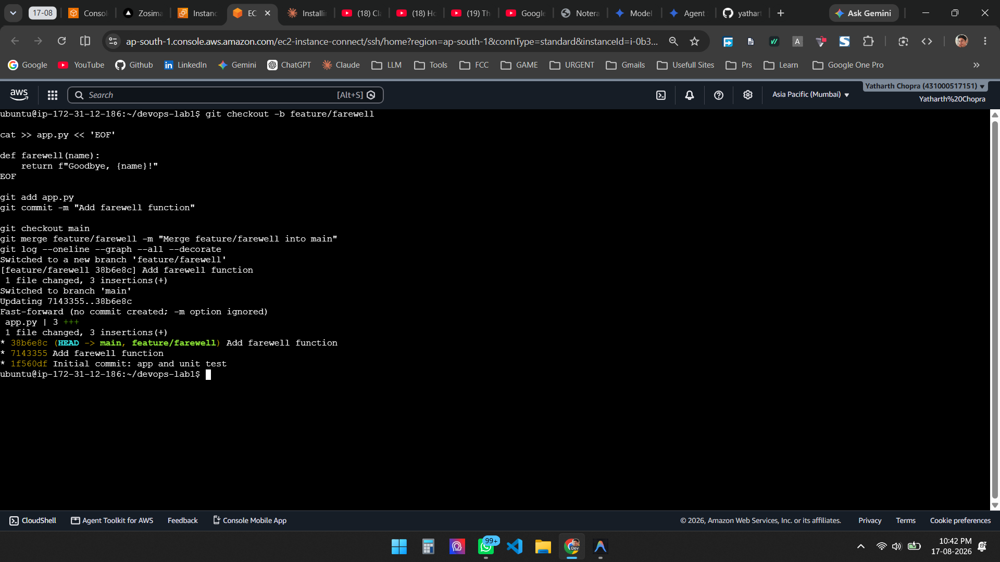 17-08
Consol
Zosima
Instanc
EC
Installin
(18) Cla
(18) Ho
(19) Th
Google
Notera
Model
Agent
yathart
Ask Gemini
ap-south-1.console.aws.amazon.com/ec2-instance-connect/ssh/home?region=ap-south-1&connType=standard&instanceId=i-0b3...
Google
YouTube
Github
LinkedIn
Gemini
ChatGPT
Claude
LLM
Tools
FCC
GAME
URGENT
Gmails
Usefull Sites
Prs
Learn
Google One Pro
aws
Search
[Alt+S]
Asia Pacific (Mumbai)
Yatharth Chopra (431000517151)
Yatharth%20Chopra
ubuntu@ip-172-31-12-186:~/devops-lab1$ git checkout -b feature/farewell
cat >> app.py << 'EOF'
def farewell(name):
    return f"Goodbye, {name}!"
EOF
git add app.py
git commit -m "Add farewell function"
git checkout main
git merge feature/farewell -m "Merge feature/farewell into main"
git log --oneline --graph --all --decorate
Switched to a new branch 'feature/farewell'
[feature/farewell 38b6e8c] Add farewell function
 1 file changed, 3 insertions(+)
Switched to branch 'main'
Updating 7143355..38b6e8c
Fast-forward (no commit created; -m option ignored)
 app.py | 3 +++
 1 file changed, 3 insertions(+)
* 38b6e8c (HEAD -> main, feature/farewell) Add farewell function
* 7143355 Add farewell function
* 1f560df Initial commit: app and unit test
ubuntu@ip-172-31-12-186:~/devops-lab1$
CloudShell
Agent Toolkit for AWS
Feedback
Console Mobile App
© 2026, Amazon Web Services, Inc. or its affiliates.
Privacy
Terms
Cookie preferences
99+
Dev
10:42 PM
17-08-2026